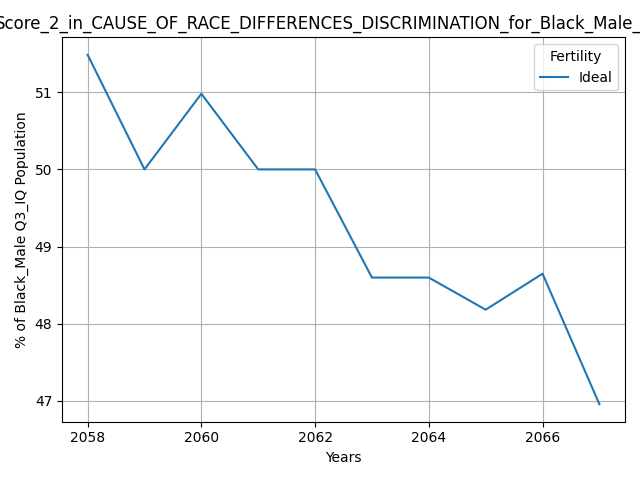 Score_2_in_CAUSE_OF_RACE_DIFFERENCES_DISCRIMINATION_for_Black_Male_
Fertility
Ideal
% of Black_Male Q3_IQ Population
51
50
49
48
47
2058
2060
2062
2064
2066
Years